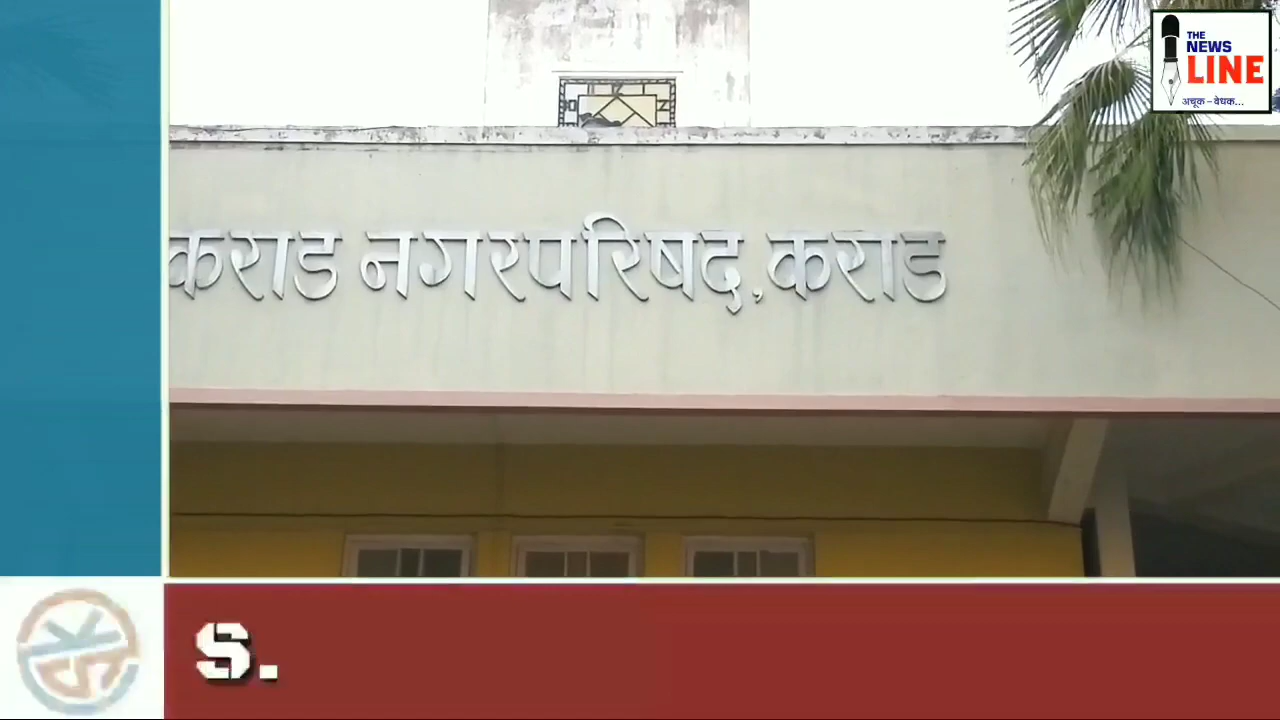 THE
NEWS
LINE
अचूक - वेधक...
कराड नगरपरिषद, कराड
S.